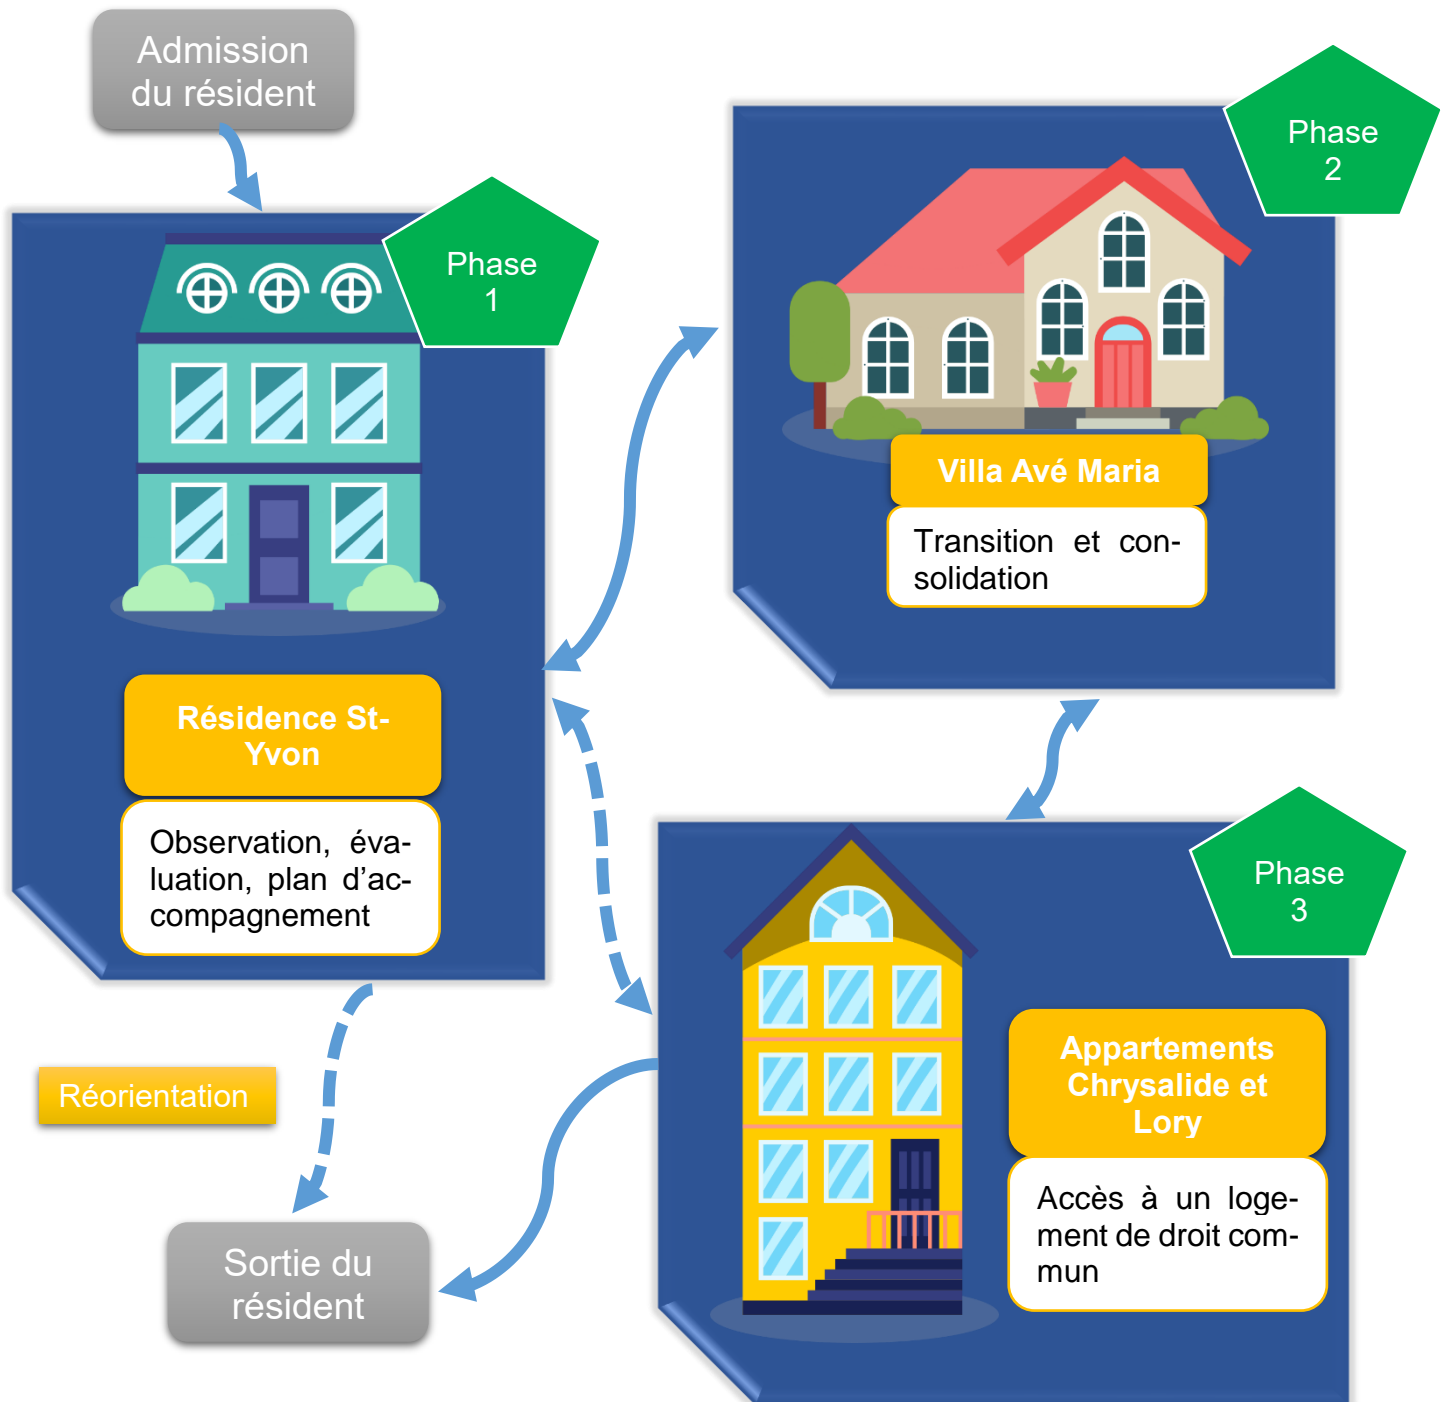 Admission
du résident
Phase
1
Résidence St-
Yvon
Observation, éva-
luation, plan d’ac-
compagnement
Phase
2
Villa Avé Maria
Transition et con-
solidation
Phase
3
Appartements
Chrysalide et
Lory
Accès à un loge-
ment de droit com-
mun
Réorientation
Sortie du
résident